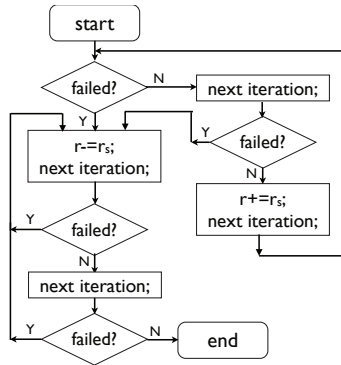 start
failed?
N
next iteration;
Y
failed?
Y
r-=rs;
next iteration;
N
r+=rs;
next iteration;
failed?
Y
N
next iteration;
failed?
Y
N
end